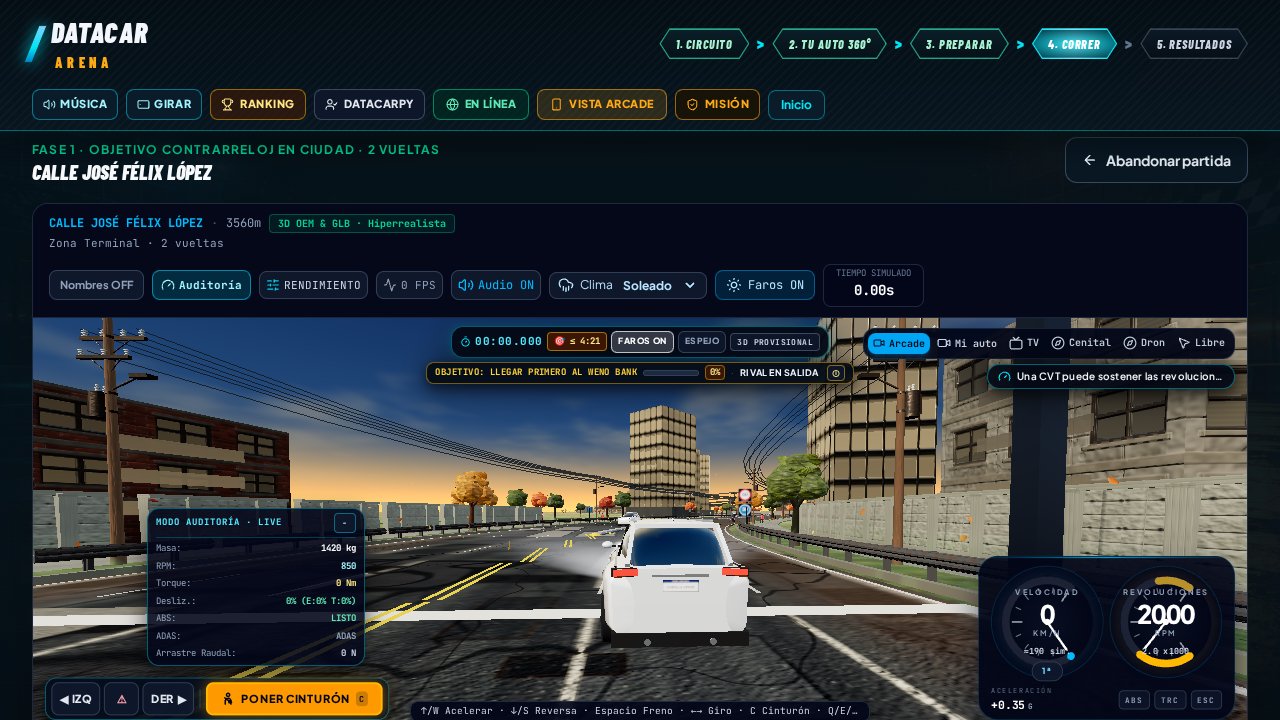 DATACAR
ARENA
1. CIRCUITO > 2. TU AUTO 360° > 3. PREPARAR > 4. CORRER > 5. RESULTADOS
MÚSICA GIRAR RANKING DATACARPY EN LÍNEA VISTA ARCADE MISIÓN Inicio
FASE 1 · OBJETIVO CONTRARRELOJ EN CIUDAD · 2 VUELTAS
CALLE JOSÉ FÉLIX LÓPEZ
← Abandonar partida
CALLE JOSÉ FÉLIX LÓPEZ · 3560m 3D OEM & GLB · Hiperrealista
Zona Terminal · 2 vueltas
Nombres OFF Auditoría RENDIMIENTO 0 FPS Audio ON Clima Soleado Faros ON
TIEMPO SIMULADO
0.00s
00:00.000 ≤ 4:21 FAROS ON ESPEJO 3D PROVISIONAL
Arcade Mi auto TV Cenital Dron Libre
OBJETIVO: LLEGAR PRIMERO AL WENO BANK 0% · RIVAL EN SALIDA
Una CVT puede sostener las revolucion…
MODO AUDITORÍA · LIVE -
Masa: 1420 kg
RPM: 850
Torque: 0 Nm
Desliz.: 0% (E:0% T:0%)
ABS: LISTO
ADAS: ADAS
Arrastre Raudal: 0 N
VELOCIDAD
0
KM/H
≈190 sim
1ª
REVOLUCIONES
2000
RPM
2.0 x1000
ACELERACIÓN
+0.35 G
ABS TRC ESC
◀ IZQ ⚠ DER ▶ PONER CINTURÓN C
↑/W Acelerar · ↓/S Reversa · Espacio Freno · ←→ Giro · C Cinturón · Q/E/…